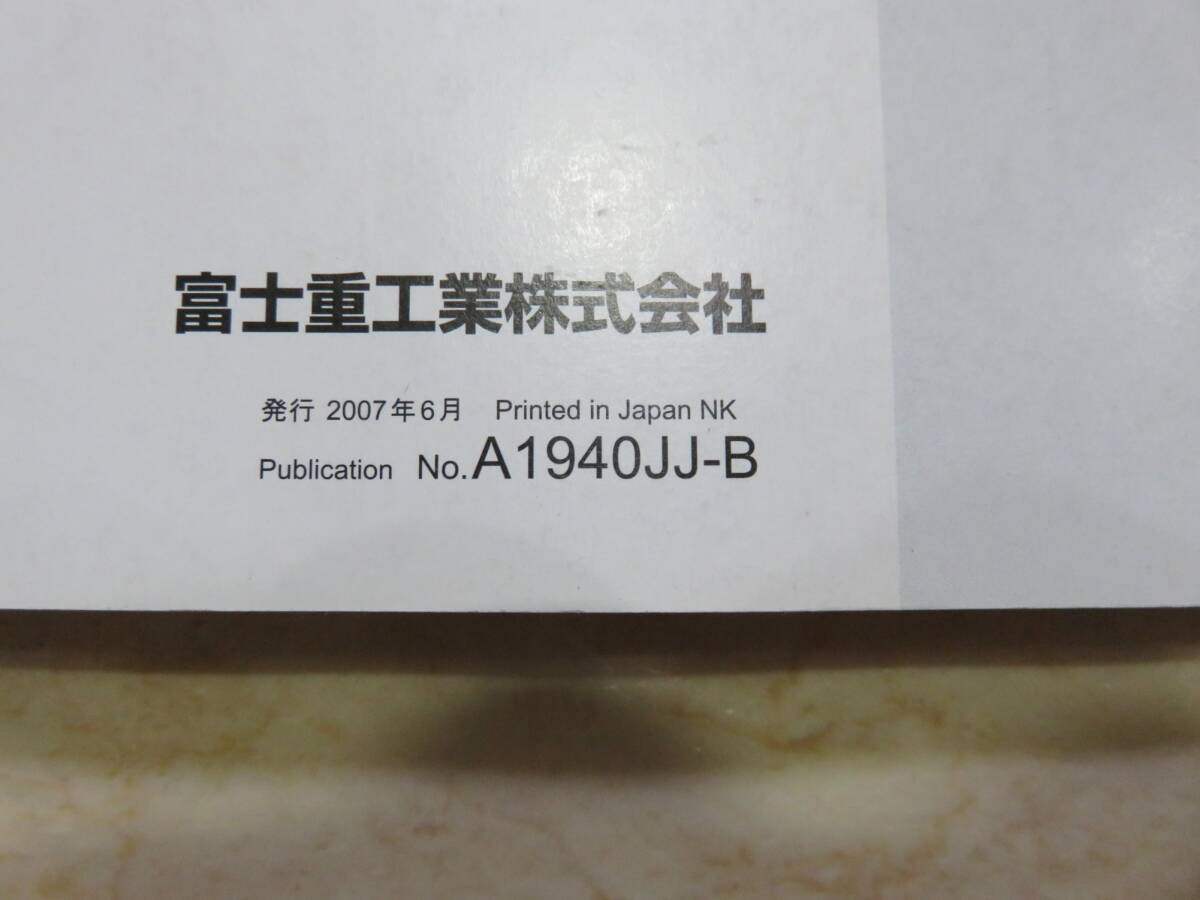 富士重工業株式会社
発行 2007年6月 Printed in Japan NK
Publication No.A1940JJ-B